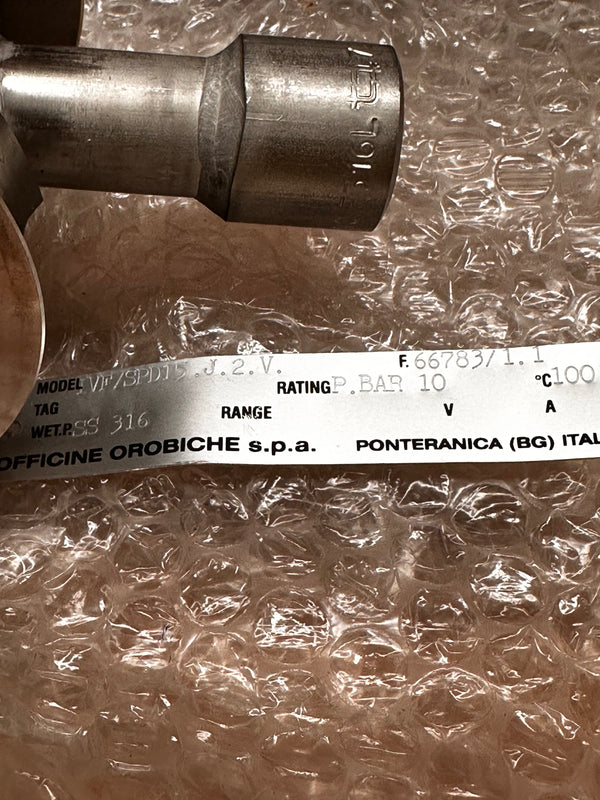 316L
F. 66783/1.1
MODEL VF/SPD15.J.2.V. RATING P.BAR 10 °C 100
TAG RANGE V A
WET.P. SS 316
OFFICINE OROBICHE s.p.a. PONTERANICA (BG) ITAL